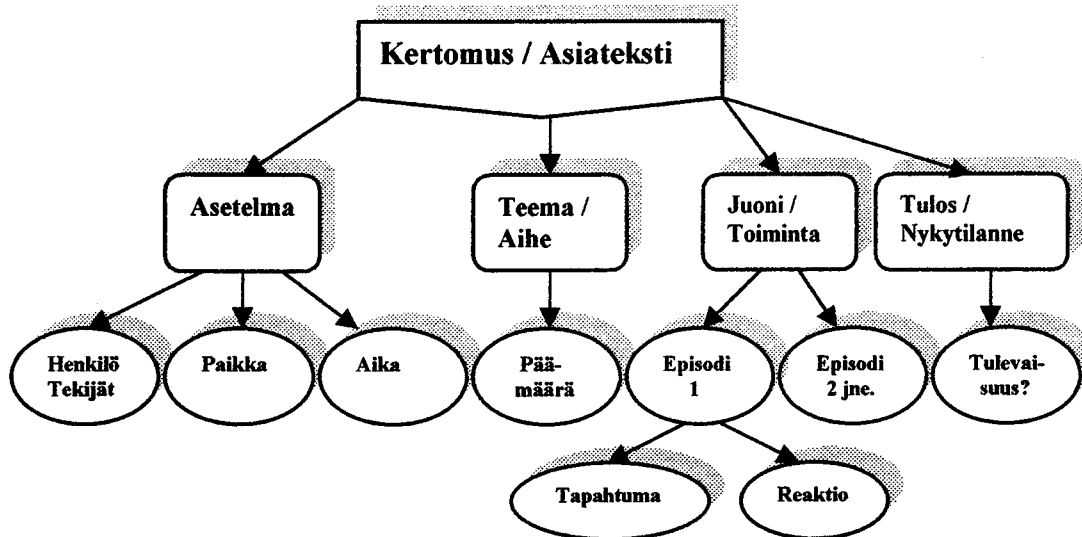 Kertomus / Asiateksti
Asetelma
Teema /
Aihe
Juoni /
Toiminta
Tulos /
Nykytilanne
Henkilö
Tekijät
Paikka
Aika
Pää-
määrä
Episodi
1
Episodi
2 jne.
Tulevai-
suus?
Tapahtuma
Reaktio